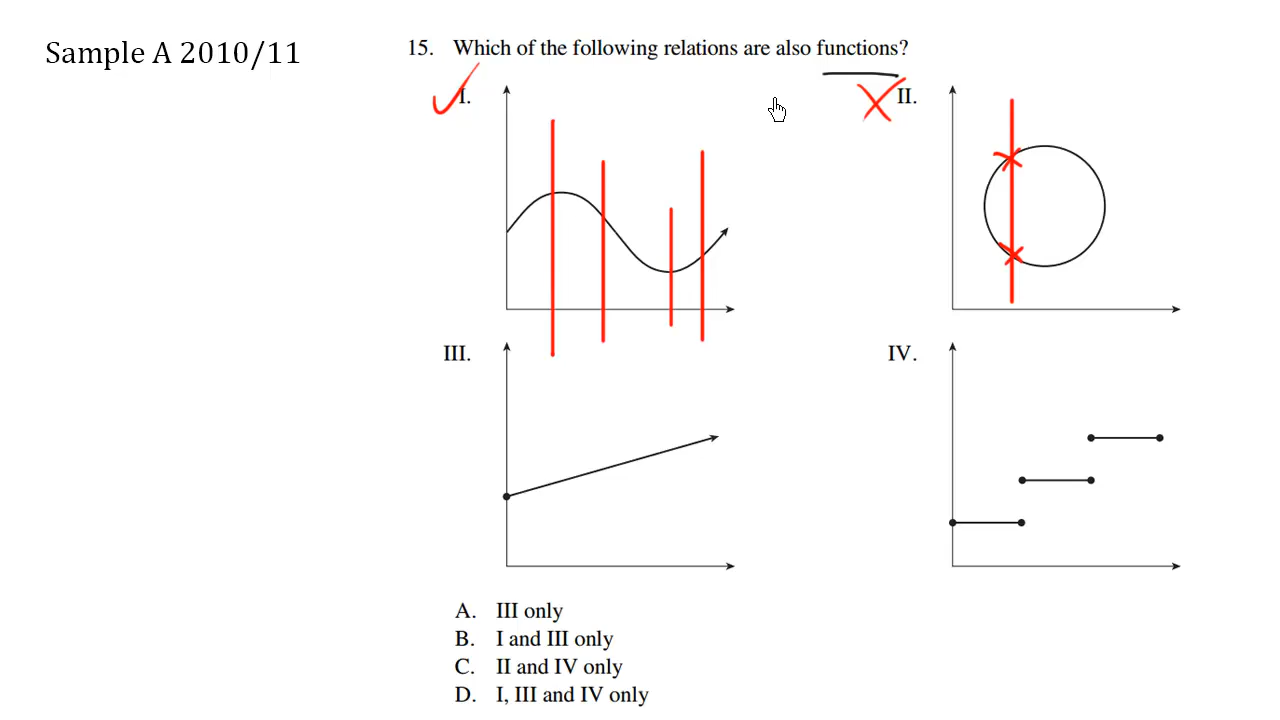 Sample A 2010/11
15. Which of the following relations are also functions?
I.
II.
III.
IV.
A. III only
B. I and III only
C. II and IV only
D. I, III and IV only